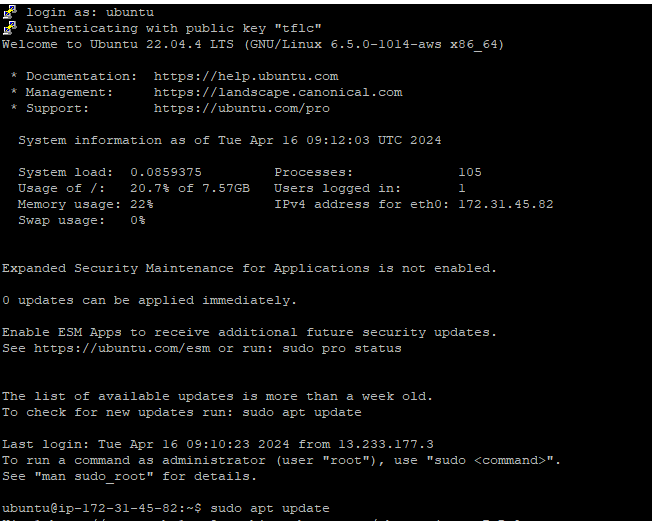 login as: ubuntu
Authenticating with public key "tflc"
Welcome to Ubuntu 22.04.4 LTS (GNU/Linux 6.5.0-1014-aws x86_64)
* Documentation:  https://help.ubuntu.com
* Management:     https://landscape.canonical.com
* Support:        https://ubuntu.com/pro
System information as of Tue Apr 16 09:12:03 UTC 2024
System load:  0.0859375         Processes:             105
Usage of /:   20.7% of 7.57GB   Users logged in:       1
Memory usage: 22%               IPv4 address for eth0: 172.31.45.82
Swap usage:   0%
Expanded Security Maintenance for Applications is not enabled.
0 updates can be applied immediately.
Enable ESM Apps to receive additional future security updates.
See https://ubuntu.com/esm or run: sudo pro status
The list of available updates is more than a week old.
To check for new updates run: sudo apt update
Last login: Tue Apr 16 09:10:23 2024 from 13.233.177.3
To run a command as administrator (user "root"), use "sudo <command>".
See "man sudo_root" for details.
ubuntu@ip-172-31-45-82:~$ sudo apt update